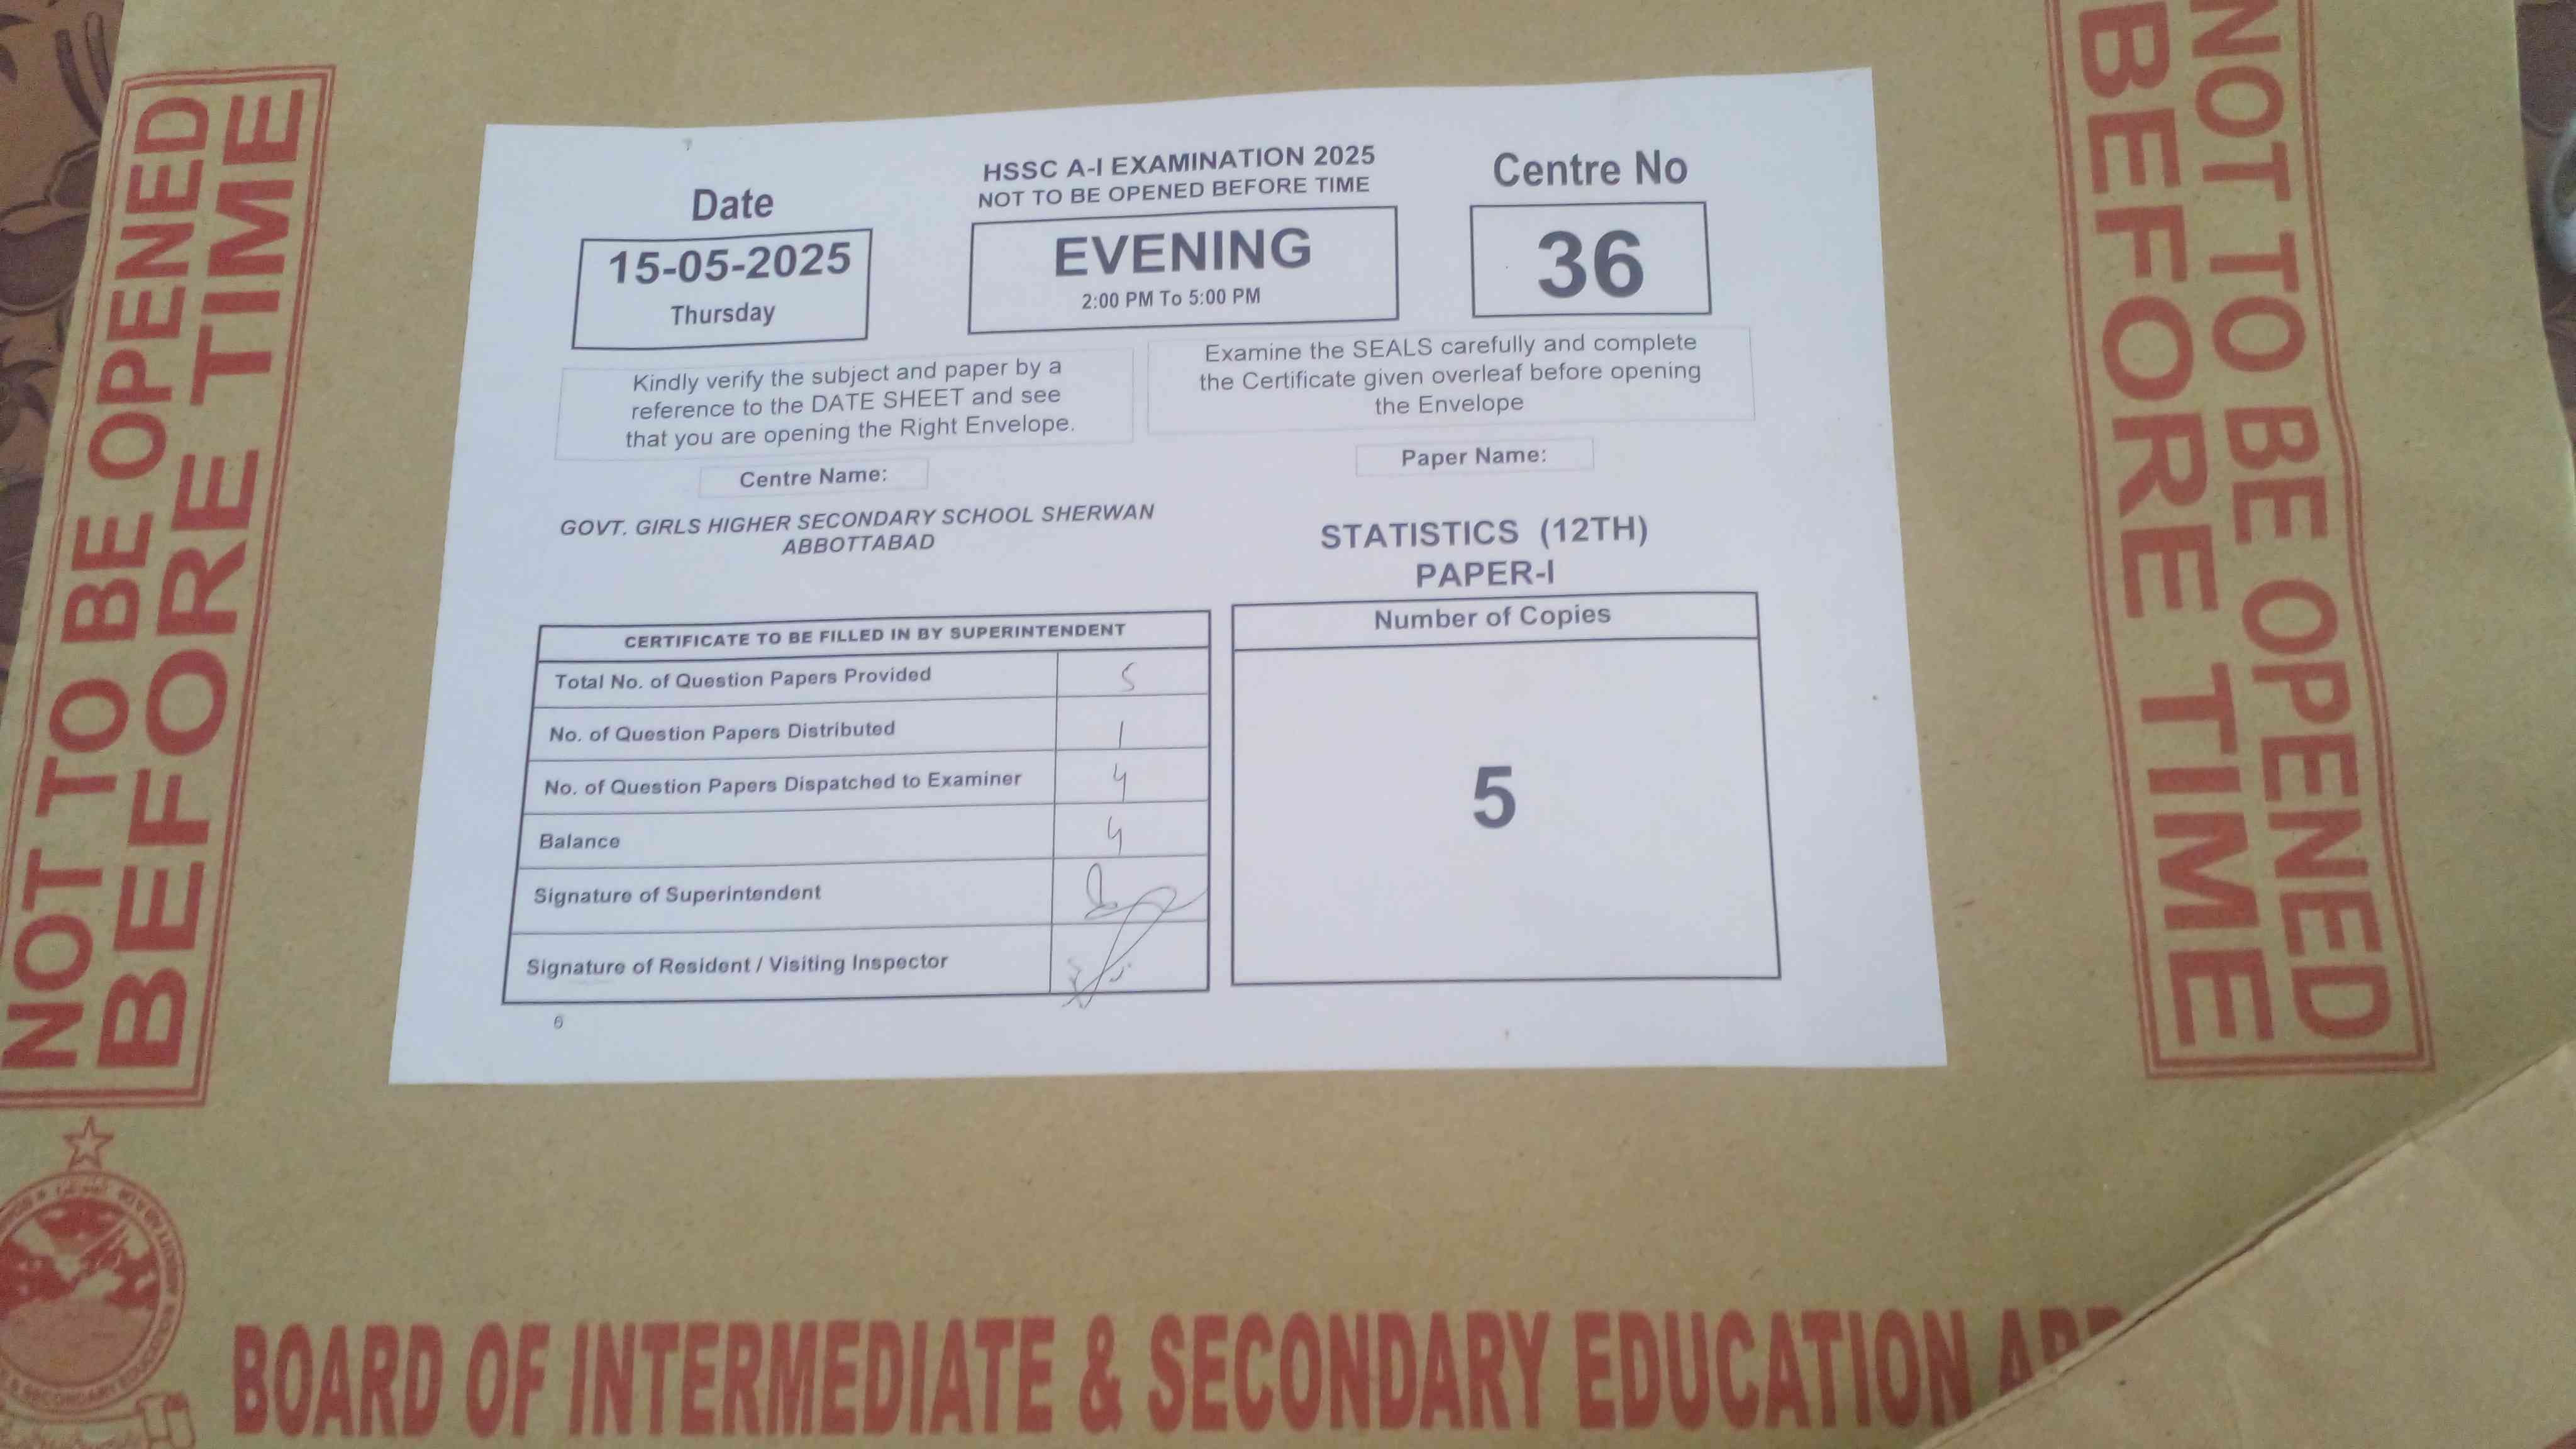 NOT TO BE OPENED
BEFORE TIME
Date
15-05-2025
Thursday
HSSC A-I EXAMINATION 2025
NOT TO BE OPENED BEFORE TIME
EVENING
2:00 PM To 5:00 PM
Centre No
36
Kindly verify the subject and paper by a
reference to the DATE SHEET and see
that you are opening the Right Envelope.
Examine the SEALS carefully and complete
the Certificate given overleaf before opening
the Envelope
Centre Name:
GOVT. GIRLS HIGHER SECONDARY SCHOOL SHERWAN
ABBOTTABAD
Paper Name:
STATISTICS (12TH)
PAPER-I
CERTIFICATE TO BE FILLED IN BY SUPERINTENDENT
Total No. of Question Papers Provided 5
No. of Question Papers Distributed 1
No. of Question Papers Dispatched to Examiner 4
Balance 4
Signature of Superintendent
Signature of Resident / Visiting Inspector
6
Number of Copies
5
NOT TO BE OPENED
BEFORE TIME
BOARD OF INTERMEDIATE & SECONDARY EDUCATION